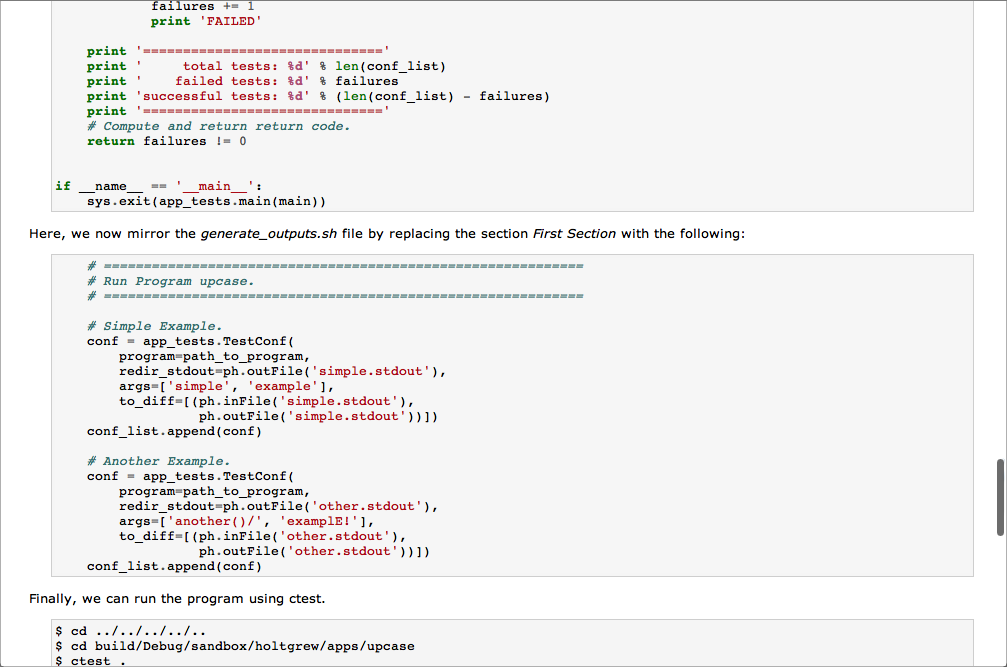 failures += 1
print 'FAILED'
print '=============================='
print '     total tests: %d' % len(conf_list)
print '    failed tests: %d' % failures
print 'successful tests: %d' % (len(conf_list) - failures)
print '=============================='
# Compute and return return code.
return failures != 0
if __name__ == '__main__':
sys.exit(app_tests.main(main))
Here, we now mirror the generate_outputs.sh file by replacing the section First Section with the following:
# ============================================================
# Run Program upcase.
# ============================================================
# Simple Example.
conf = app_tests.TestConf(
program=path_to_program,
redir_stdout=ph.outFile('simple.stdout'),
args=['simple', 'example'],
to_diff=[(ph.inFile('simple.stdout'),
ph.outFile('simple.stdout'))])
conf_list.append(conf)
# Another Example.
conf = app_tests.TestConf(
program=path_to_program,
redir_stdout=ph.outFile('other.stdout'),
args=['another()/', 'examplE!'],
to_diff=[(ph.inFile('other.stdout'),
ph.outFile('other.stdout'))])
conf_list.append(conf)
Finally, we can run the program using ctest.
$ cd ../../../../..
$ cd build/Debug/sandbox/holtgrew/apps/upcase
$ ctest .